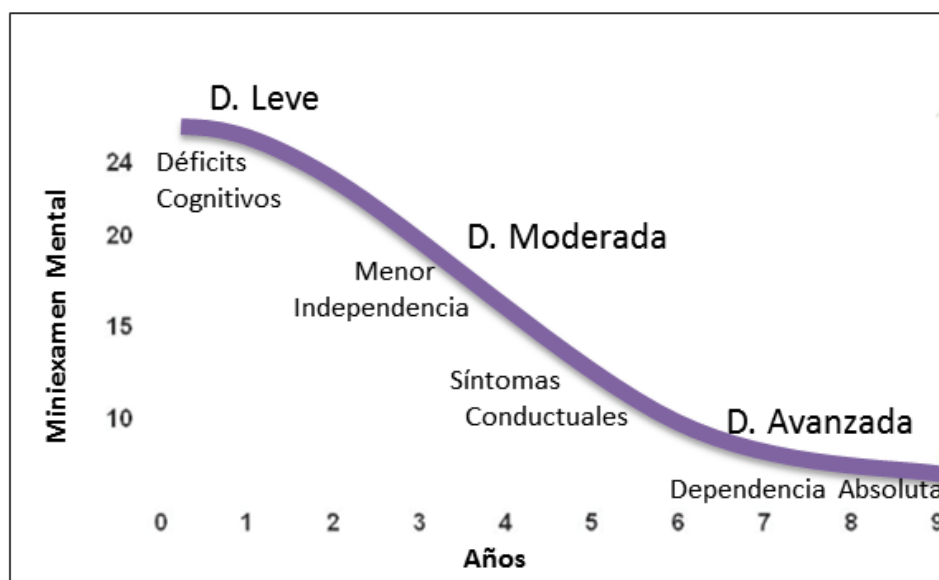 D. Leve
24
Déficits
Cognitivos
20
D. Moderada
Menor
Independencia
15
Síntomas
Conductuales
10
D. Avanzada
Dependencia Absoluta
Miniexamen Mental
0 1 2 3 4 5 6 7 8 9
Años